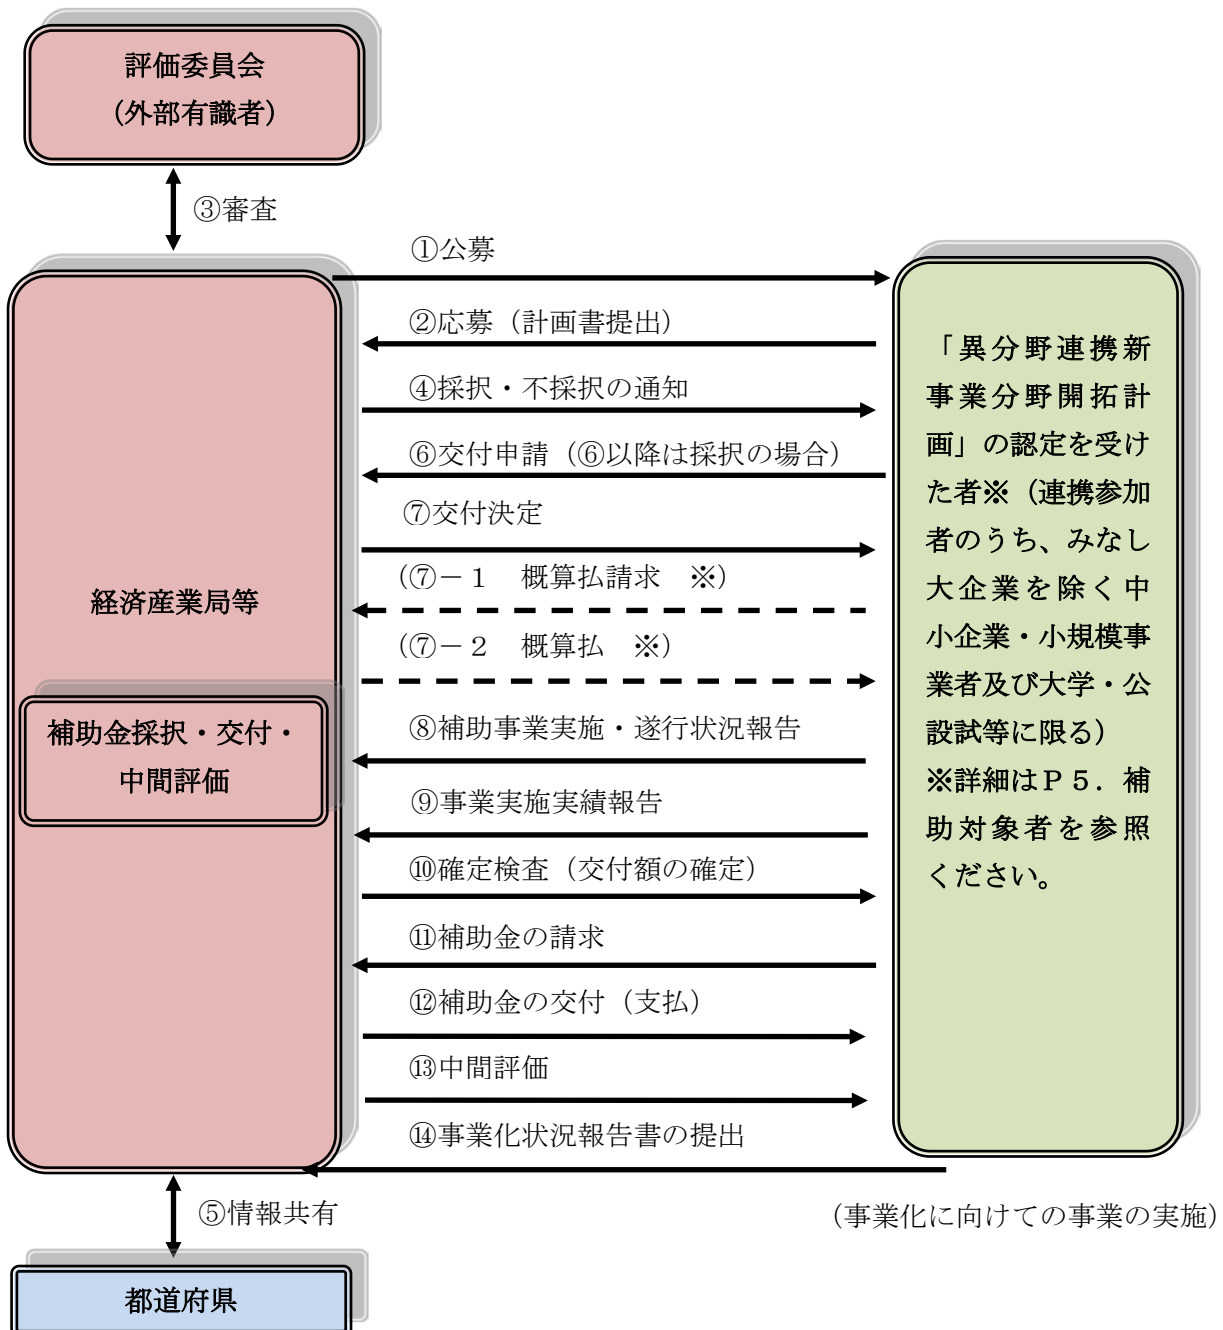 評価委員会
（外部有識者）
③審査
①公募
②応募（計画書提出）
④採択・不採択の通知
⑥交付申請（⑥以降は採択の場合）
⑦交付決定
（⑦－１　概算払請求　※）
（⑦－２　概算払　※）
⑧補助事業実施・遂行状況報告
⑨事業実施実績報告
⑩確定検査（交付額の確定）
⑪補助金の請求
⑫補助金の交付（支払）
⑬中間評価
⑭事業化状況報告書の提出
経済産業局等
補助金採択・交付・
中間評価
「異分野連携新
事業分野開拓計
画」の認定を受け
た者※（連携参加
者のうち、みなし
大企業を除く中
小企業・小規模事
業者及び大学・公
設試等に限る）
※詳細はＰ５．補
助対象者を参照
ください。
⑤情報共有
（事業化に向けての事業の実施）
都道府県